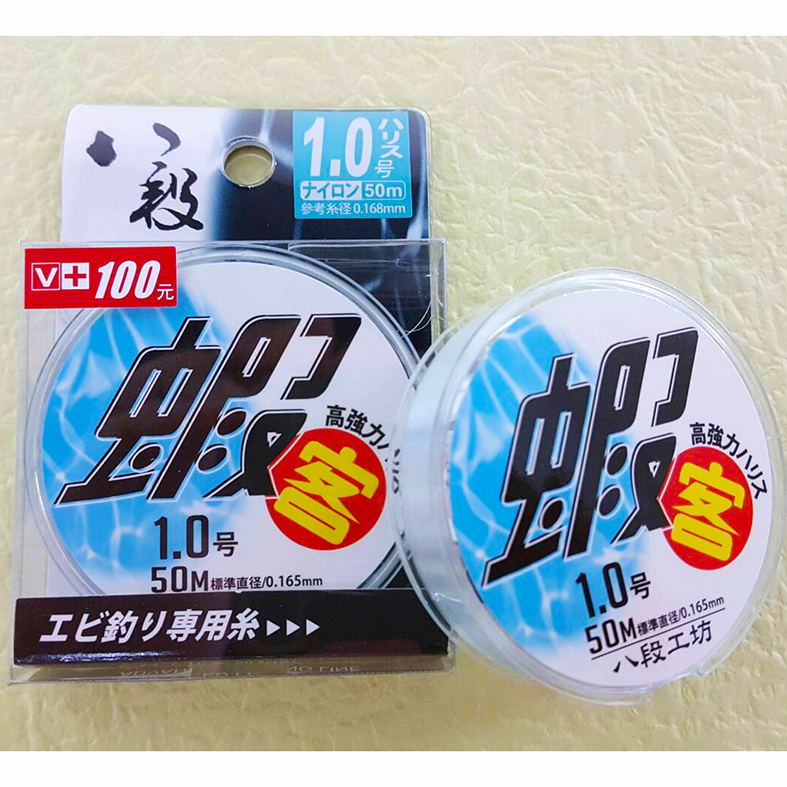 八段
1.0
ハリス号
ナイロン 50m
参考糸径 0.168mm
V+ 100元
蝦
客
高強力ハ
1.0号
50M 標準直径/0.165mm
エビ釣り専用糸▶▶▶
蝦
客
高強力ハリス
1.0号
50M 標準直径/0.165mm
八段工坊